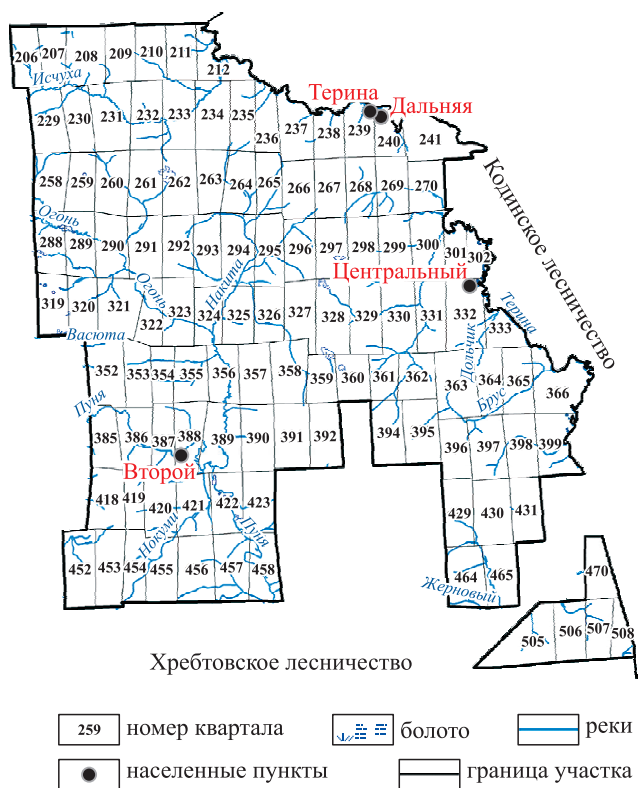 206 207 208 209 210 211
212
Исчуха
Терина
Дальняя
229 230 231 232 233 234 235
236 237 238 239 240 241
258 259 260 261 262 263 264 265
266 267 268 269 270
Кодинское лесничество
Огонь
288 289 290 291 292 293 294 295 296 297 298 299 300 301 302
Центральный
Огонь
Накита
319 320 321 322 323 324 325 326 327 328 329 330 331 332 333
Терина
Васюта
Дольчик
352 353 354 355 356 357 358 359 360 361 362 363 364 365 366
Пуня
Брус
385 386 387 388 389 390 391 392 394 395 396 397 398 399
Второй
418 419 420 421 422 423 429 430 431
Нокуми
Пуня
452 453 454 455 456 457 458 464 465 470
Жерновый
505 506 507 508
Хребтовское лесничество
259 номер квартала
болото
реки
населенные пункты
граница участка